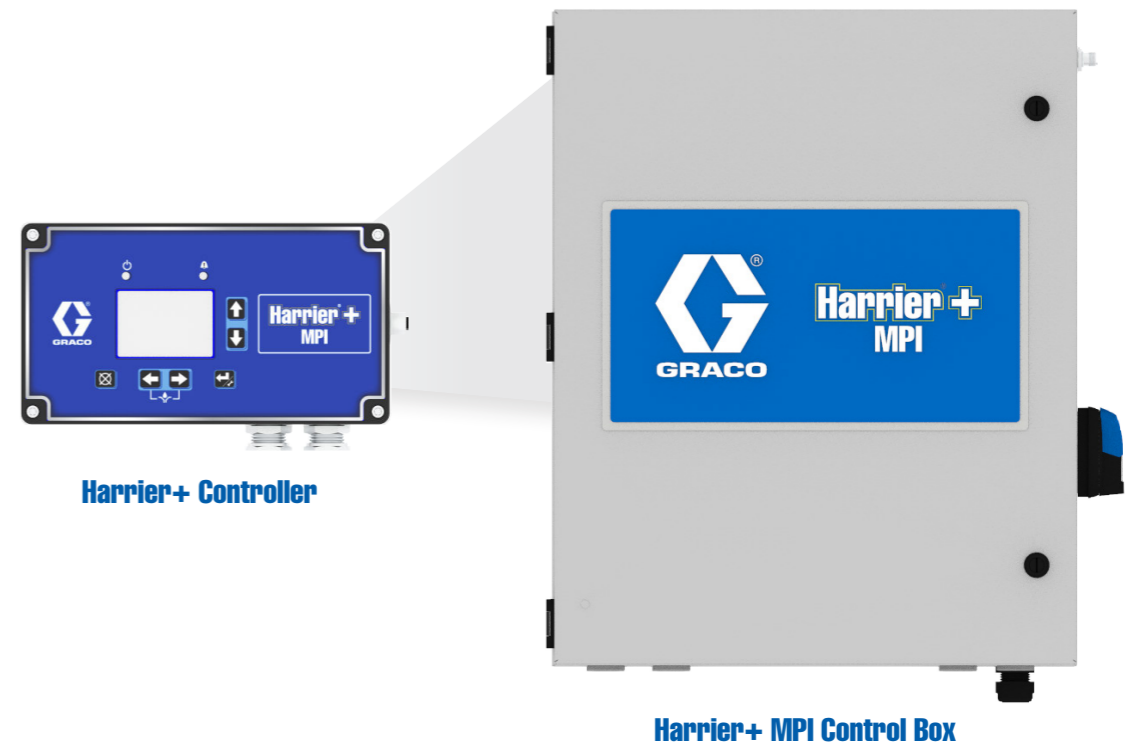 GRACO
Harrier®+
MPI
Harrier+ Controller
®
GRACO
Harrier+
MPI
Harrier+ MPI Control Box